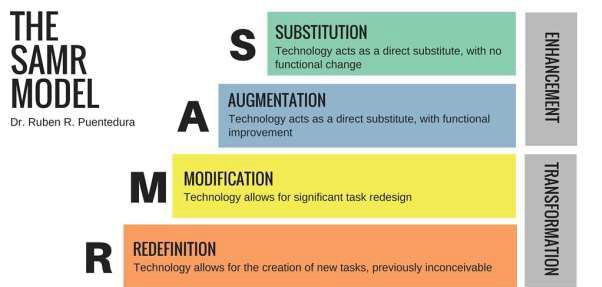 THE
SAMR
MODEL
Dr. Ruben R. Puentedura
S
SUBSTITUTION
Technology acts as a direct substitute, with no
functional change
A
AUGMENTATION
Technology acts as a direct substitute, with functional
improvement
ENHANCEMENT
M
MODIFICATION
Technology allows for significant task redesign
R
REDEFINITION
Technology allows for the creation of new tasks, previously inconceivable
TRANSFORMATION